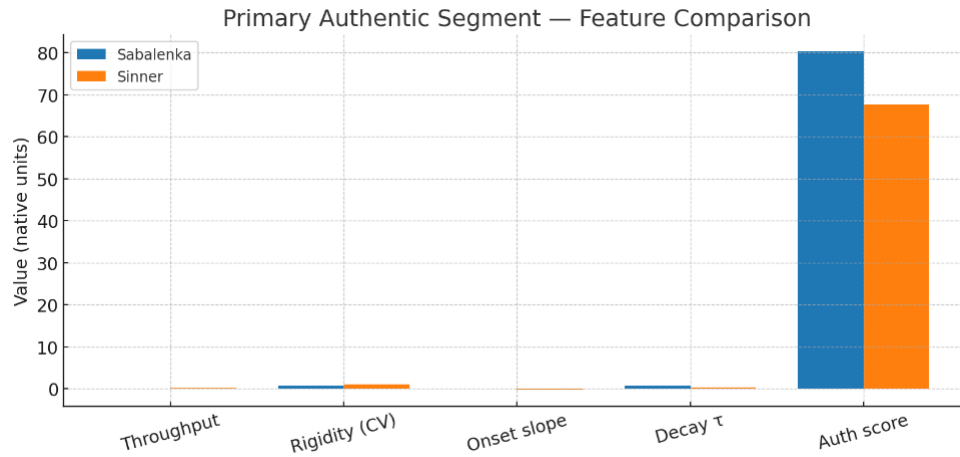 Primary Authentic Segment — Feature Comparison
Sabalenka
Sinner
Value (native units)
80
70
60
50
40
30
20
10
0
Throughput
Rigidity (CV)
Onset slope
Decay τ
Auth score